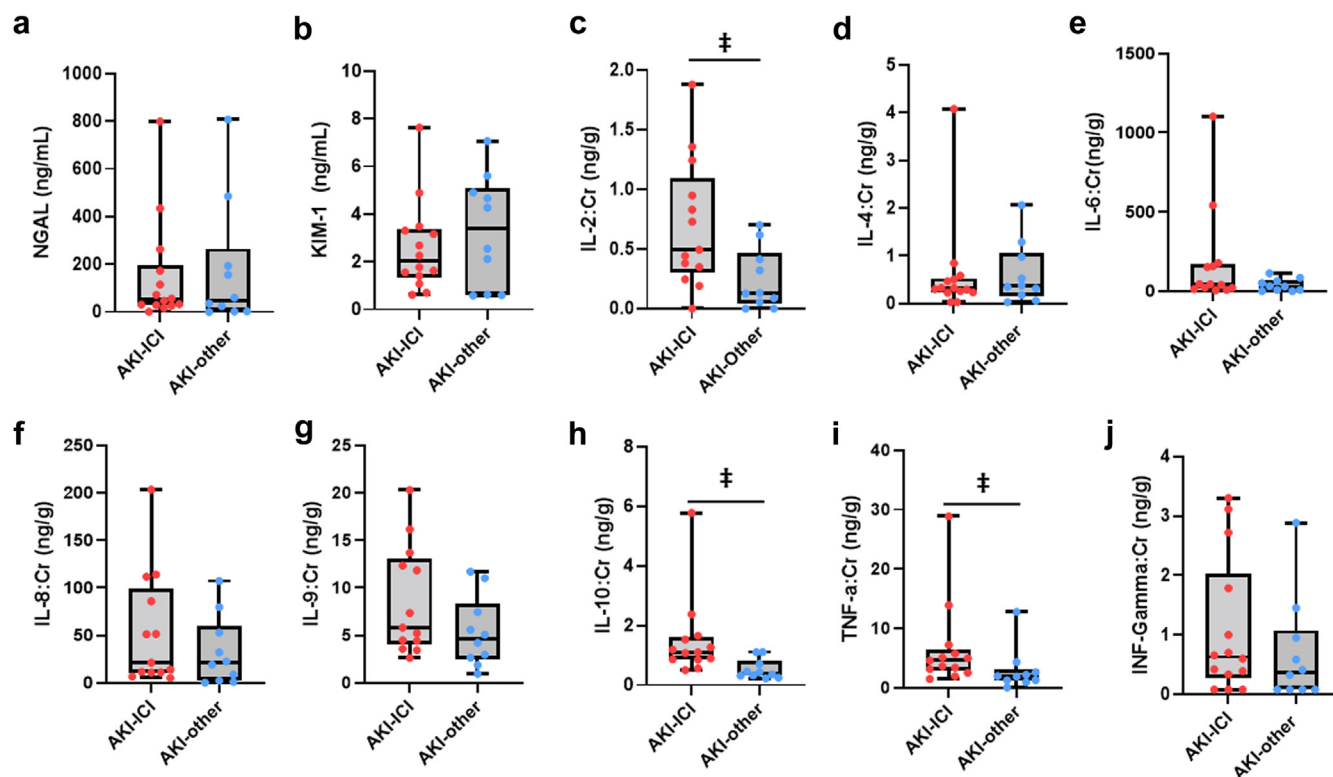 a
NGAL (ng/mL)
1000
800
600
400
200
0
AKI-ICI
AKI-other
b
KIM-1 (ng/mL)
10
8
6
4
2
0
AKI-ICI
AKI-other
c
‡
IL-2:Cr (ng/g)
2.0
1.5
1.0
0.5
0.0
AKI-ICI
AKI-Other
d
IL-4:Cr (ng/g)
5
4
3
2
1
0
AKI-ICI
AKI-other
e
IL-6:Cr(ng/g)
1500
1000
500
0
AKI-ICI
AKI-other
f
IL-8:Cr (ng/g)
250
200
150
100
50
0
AKI-ICI
AKI-other
g
IL-9:Cr (ng/g)
25
20
15
10
5
0
AKI-ICI
AKI-other
h
‡
IL-10:Cr (ng/g)
8
6
4
2
0
AKI-ICI
AKI-other
i
‡
TNF-a:Cr (ng/g)
40
30
20
10
0
AKI-ICI
AKI-other
j
INF-Gamma:Cr (ng/g)
4
3
2
1
0
AKI-ICI
AKI-other